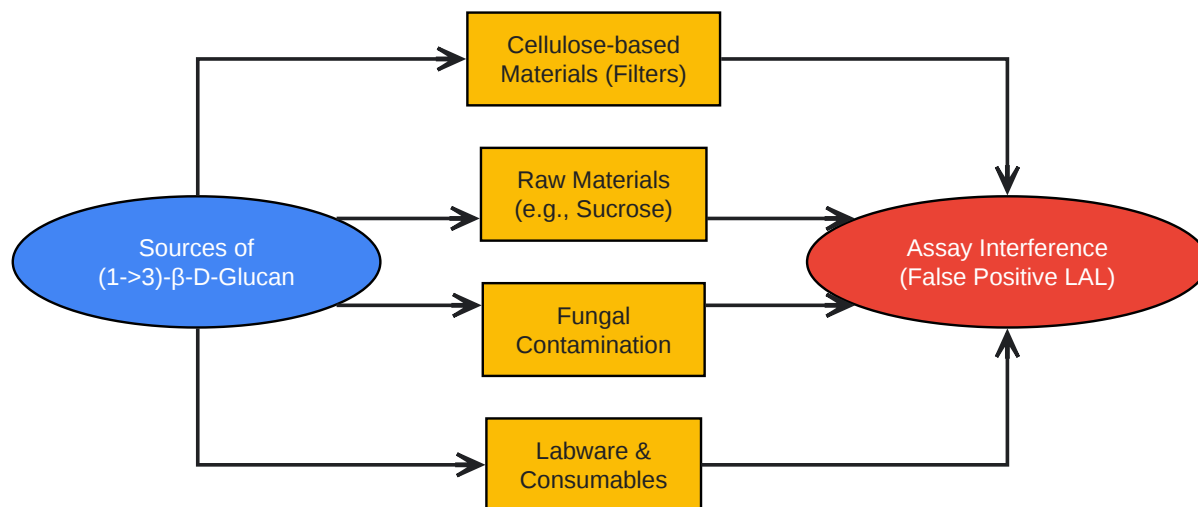 Cellulose-based
Materials (Filters)
Raw Materials
(e.g., Sucrose)
Sources of
(1->3)-β-D-Glucan
Assay Interference
(False Positive LAL)
Fungal
Contamination
Labware &
Consumables